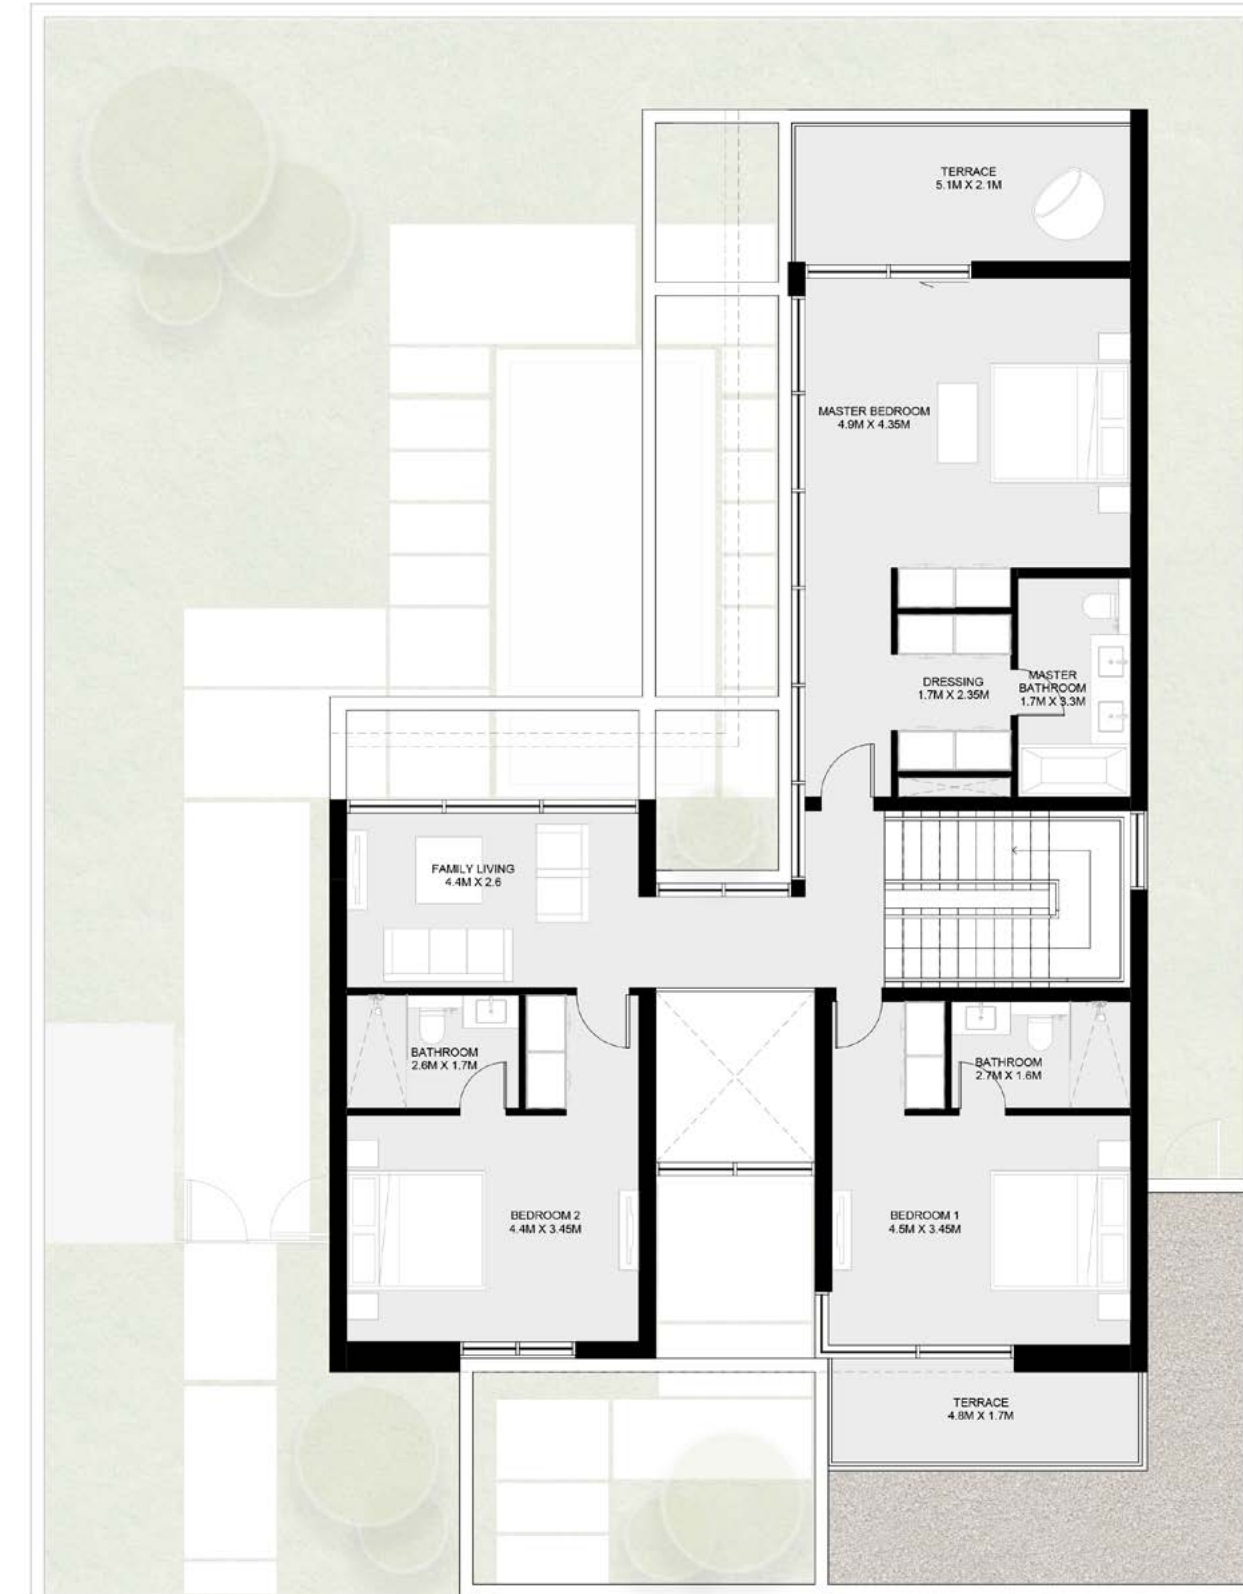 TERRACE
5.1M X 2.1M
MASTER BEDROOM
4.9M X 4.35M
DRESSING
1.7M X 2.35M
MASTER
BATHROOM
1.7M X 3.3M
FAMILY LIVING
4.4M X 2.6
BATHROOM
2.6M X 1.7M
BATHROOM
2.7M X 1.6M
BEDROOM 2
4.4M X 3.45M
BEDROOM 1
4.5M X 3.45M
TERRACE
4.8M X 1.7M